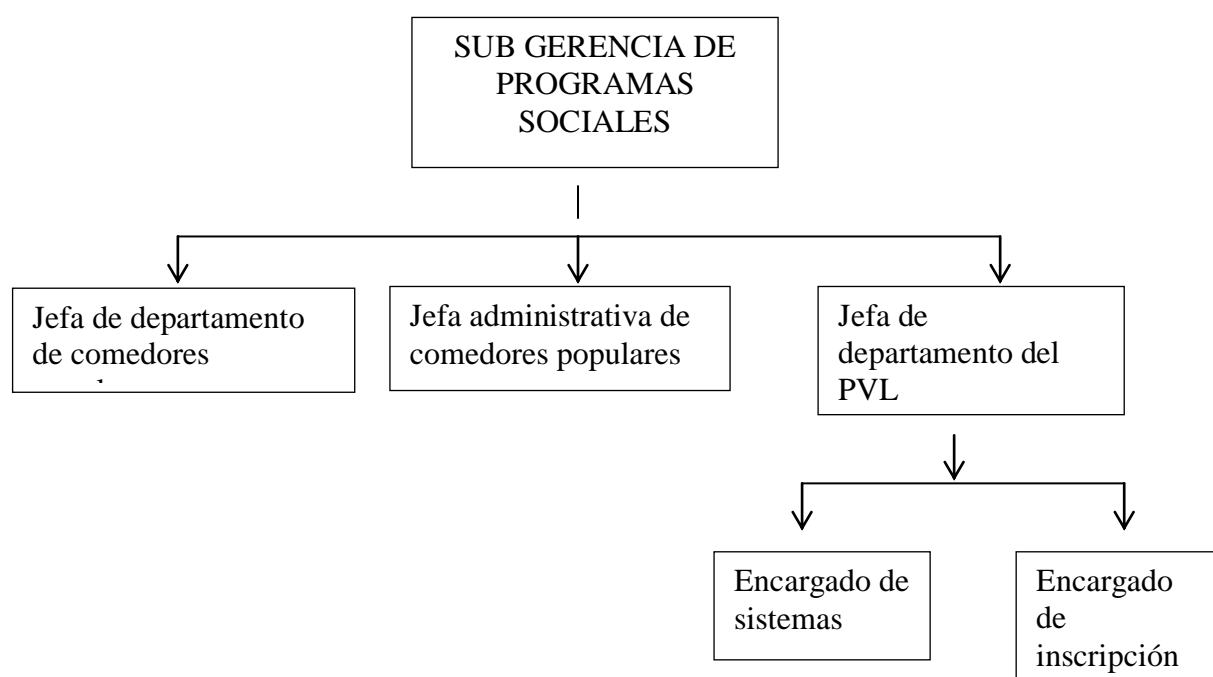 SUB GERENCIA DE
PROGRAMAS
SOCIALES
Jefa de departamento
de comedores
Jefa administrativa de
comedores populares
Jefa de
departamento del
PVL
Encargado de
sistemas
Encargado
de
inscripción